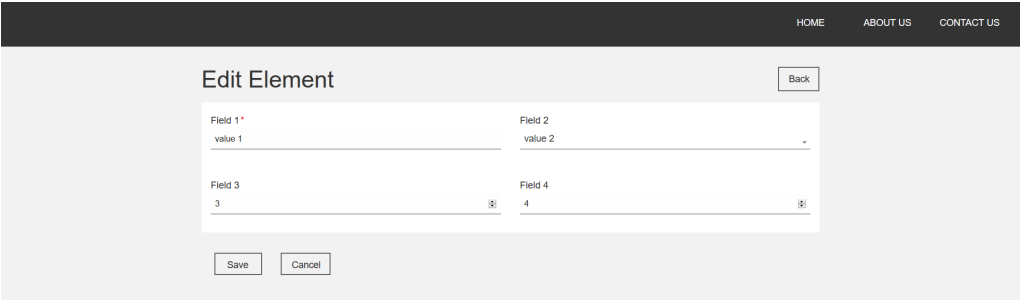 HOME ABOUT US CONTACT US
Edit Element Back
Field 1* Field 2
value 1 value 2
Field 3 Field 4
3 4
Save Cancel